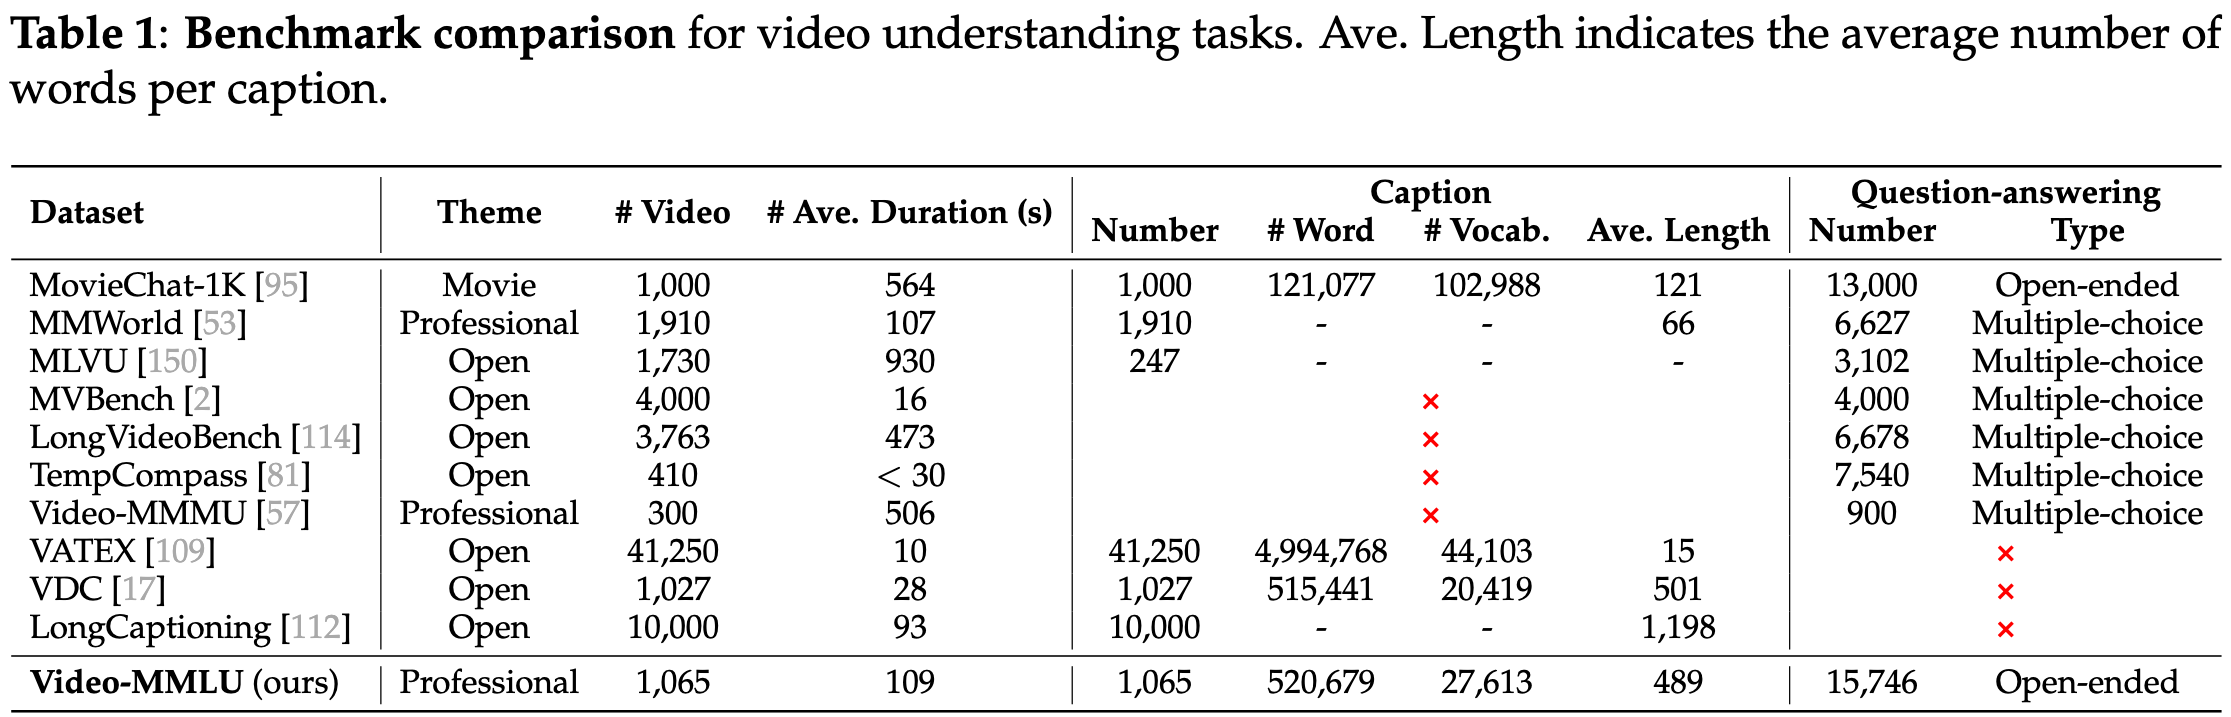 Table 1: Benchmark comparison for video understanding tasks. Ave. Length indicates the average number of
words per caption.
Dataset Theme # Video # Ave. Duration (s) Caption Question-answering
Number # Word # Vocab. Ave. Length Number Type
MovieChat-1K [95] Movie 1,000 564 1,000 121,077 102,988 121 13,000 Open-ended
MMWorld [53] Professional 1,910 107 1,910 - - 66 6,627 Multiple-choice
MLVU [150] Open 1,730 930 247 - - - 3,102 Multiple-choice
MVBench [2] Open 4,000 16 × 4,000 Multiple-choice
LongVideoBench [114] Open 3,763 473 × 6,678 Multiple-choice
TempCompass [81] Open 410 < 30 × 7,540 Multiple-choice
Video-MMMU [57] Professional 300 506 × 900 Multiple-choice
VATEX [109] Open 41,250 10 41,250 4,994,768 44,103 15 ×
VDC [17] Open 1,027 28 1,027 515,441 20,419 501 ×
LongCaptioning [112] Open 10,000 93 10,000 - - 1,198 ×
Video-MMLU (ours) Professional 1,065 109 1,065 520,679 27,613 489 15,746 Open-ended